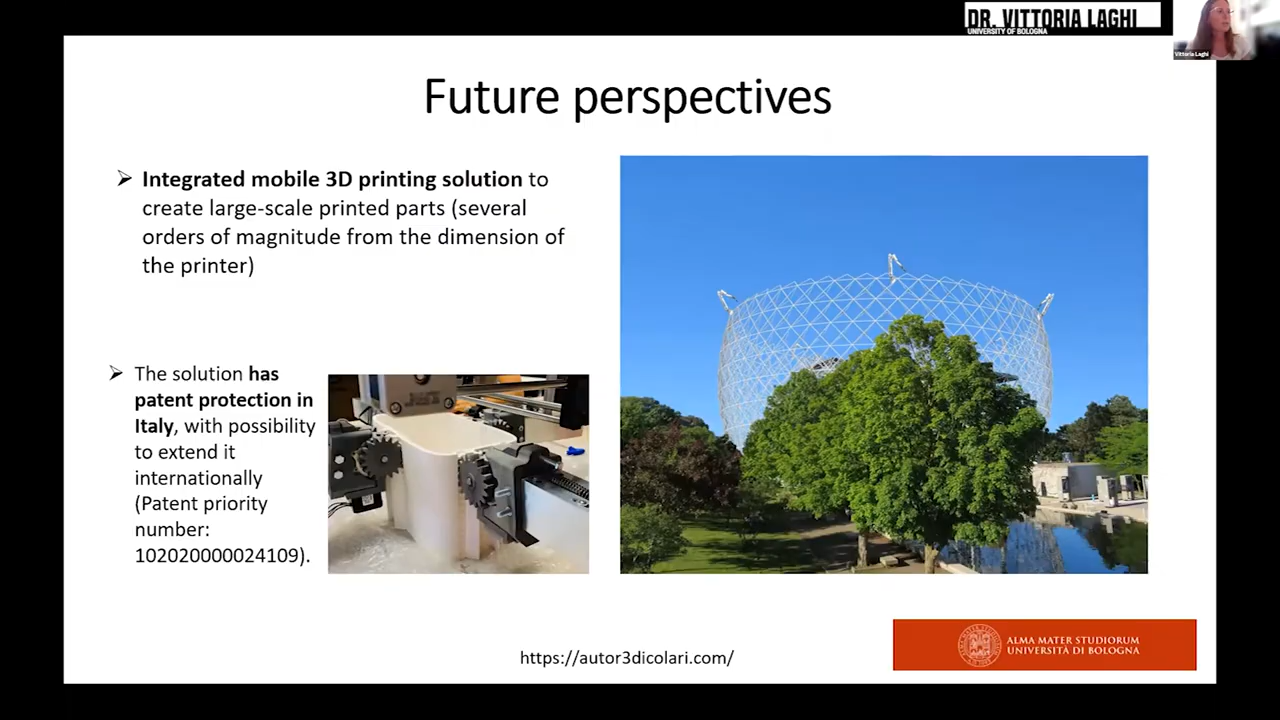 DR. VITTORIA LAGHI
UNIVERSITY OF BOLOGNA
Vittoria Laghi
Future perspectives
Integrated mobile 3D printing solution to
create large-scale printed parts (several
orders of magnitude from the dimension of
the printer)
The solution has
patent protection in
Italy, with possibility
to extend it
internationally
(Patent priority
number:
102020000024109).
ALMA MATER STUDIORUM
UNIVERSITÀ DI BOLOGNA
https://autor3dicolari.com/